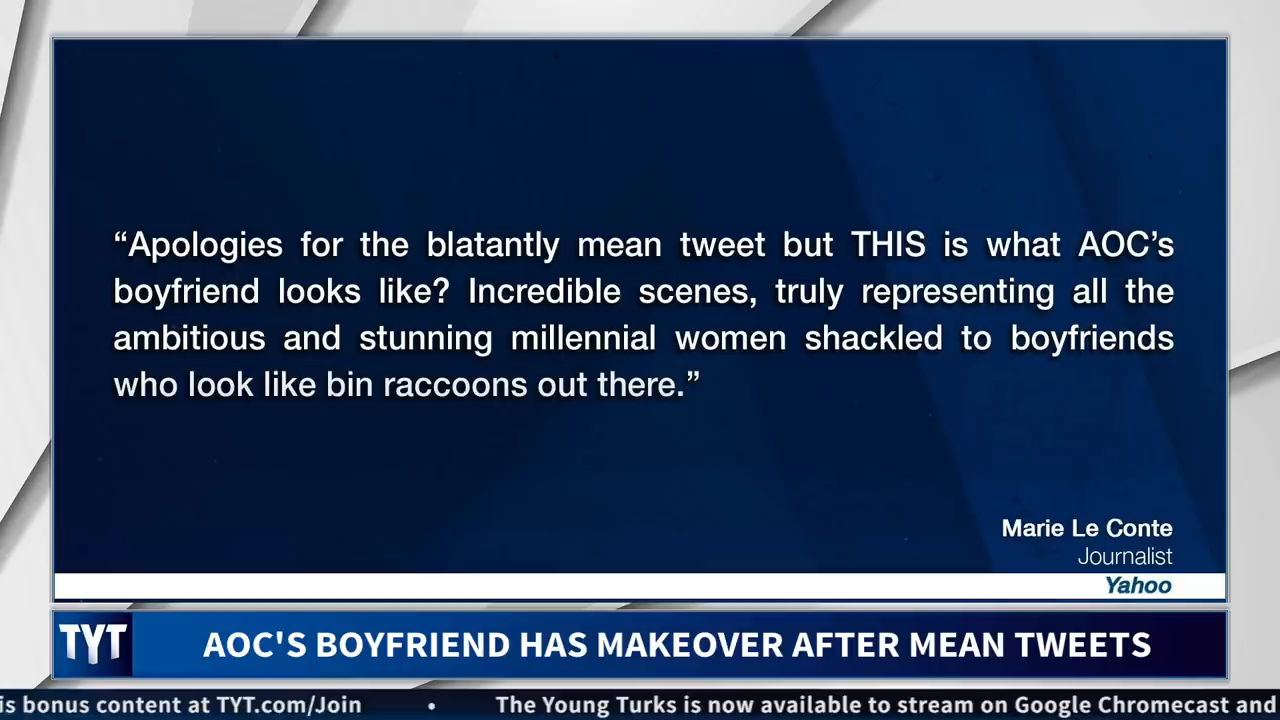 “Apologies for the blatantly mean tweet but THIS is what AOC’s
boyfriend looks like? Incredible scenes, truly representing all the
ambitious and stunning millennial women shackled to boyfriends
who look like bin raccoons out there.”
Marie Le Conte
Journalist
Yahoo
TYT
AOC'S BOYFRIEND HAS MAKEOVER AFTER MEAN TWEETS
is bonus content at TYT.com/Join • The Young Turks is now available to stream on Google Chromecast and